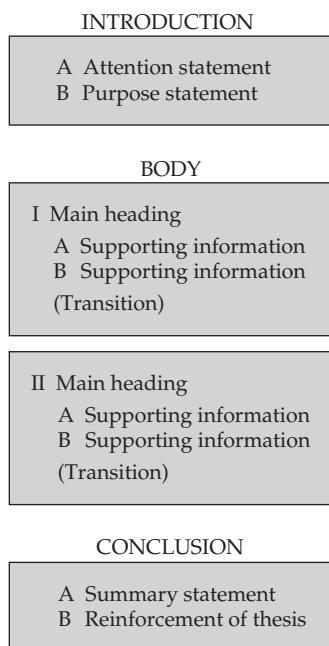 INTRODUCTION
A Attention statement
B Purpose statement
BODY
I Main heading
A Supporting information
B Supporting information
(Transition)
II Main heading
A Supporting information
B Supporting information
(Transition)
CONCLUSION
A Summary statement
B Reinforcement of thesis